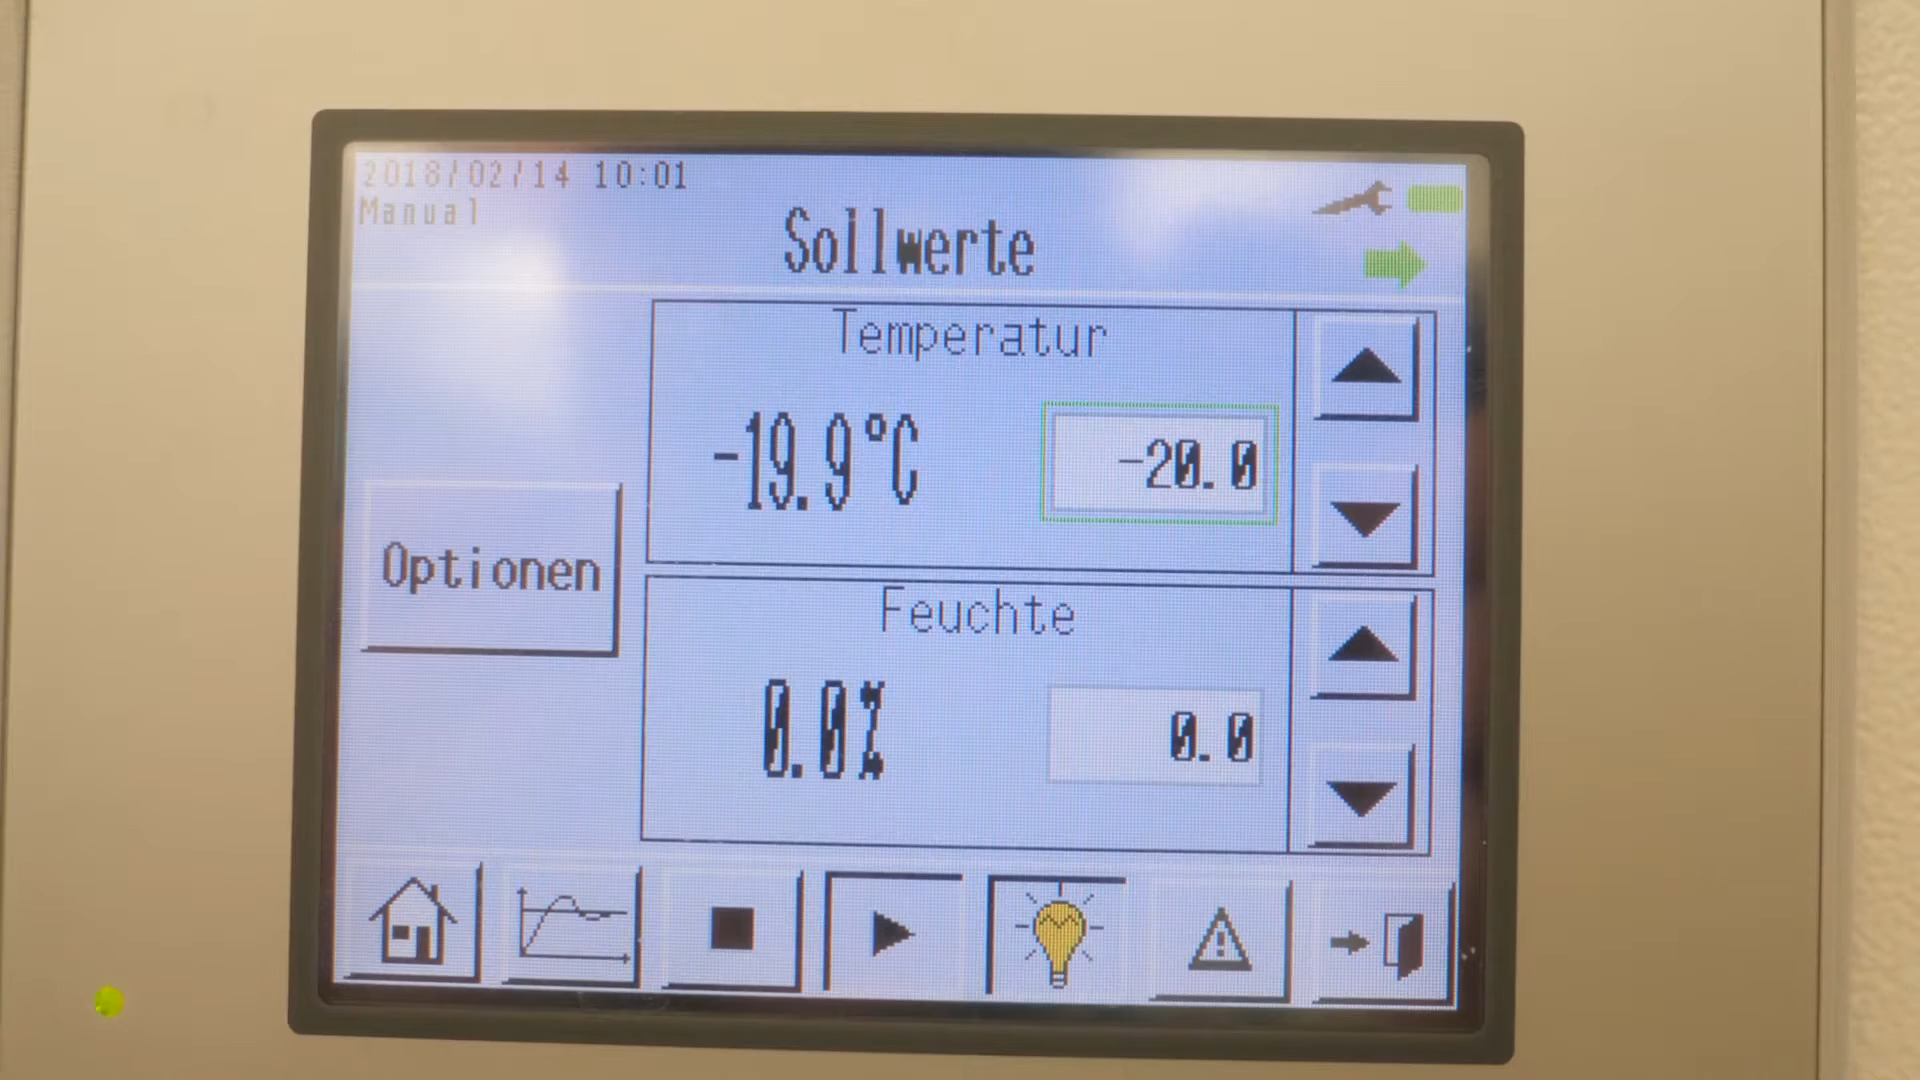 2018/02/14 10:01
Manual
Sollwerte
Temperatur
-19.9°C
-20.0
Optionen
Feuchte
0.0%
0.0